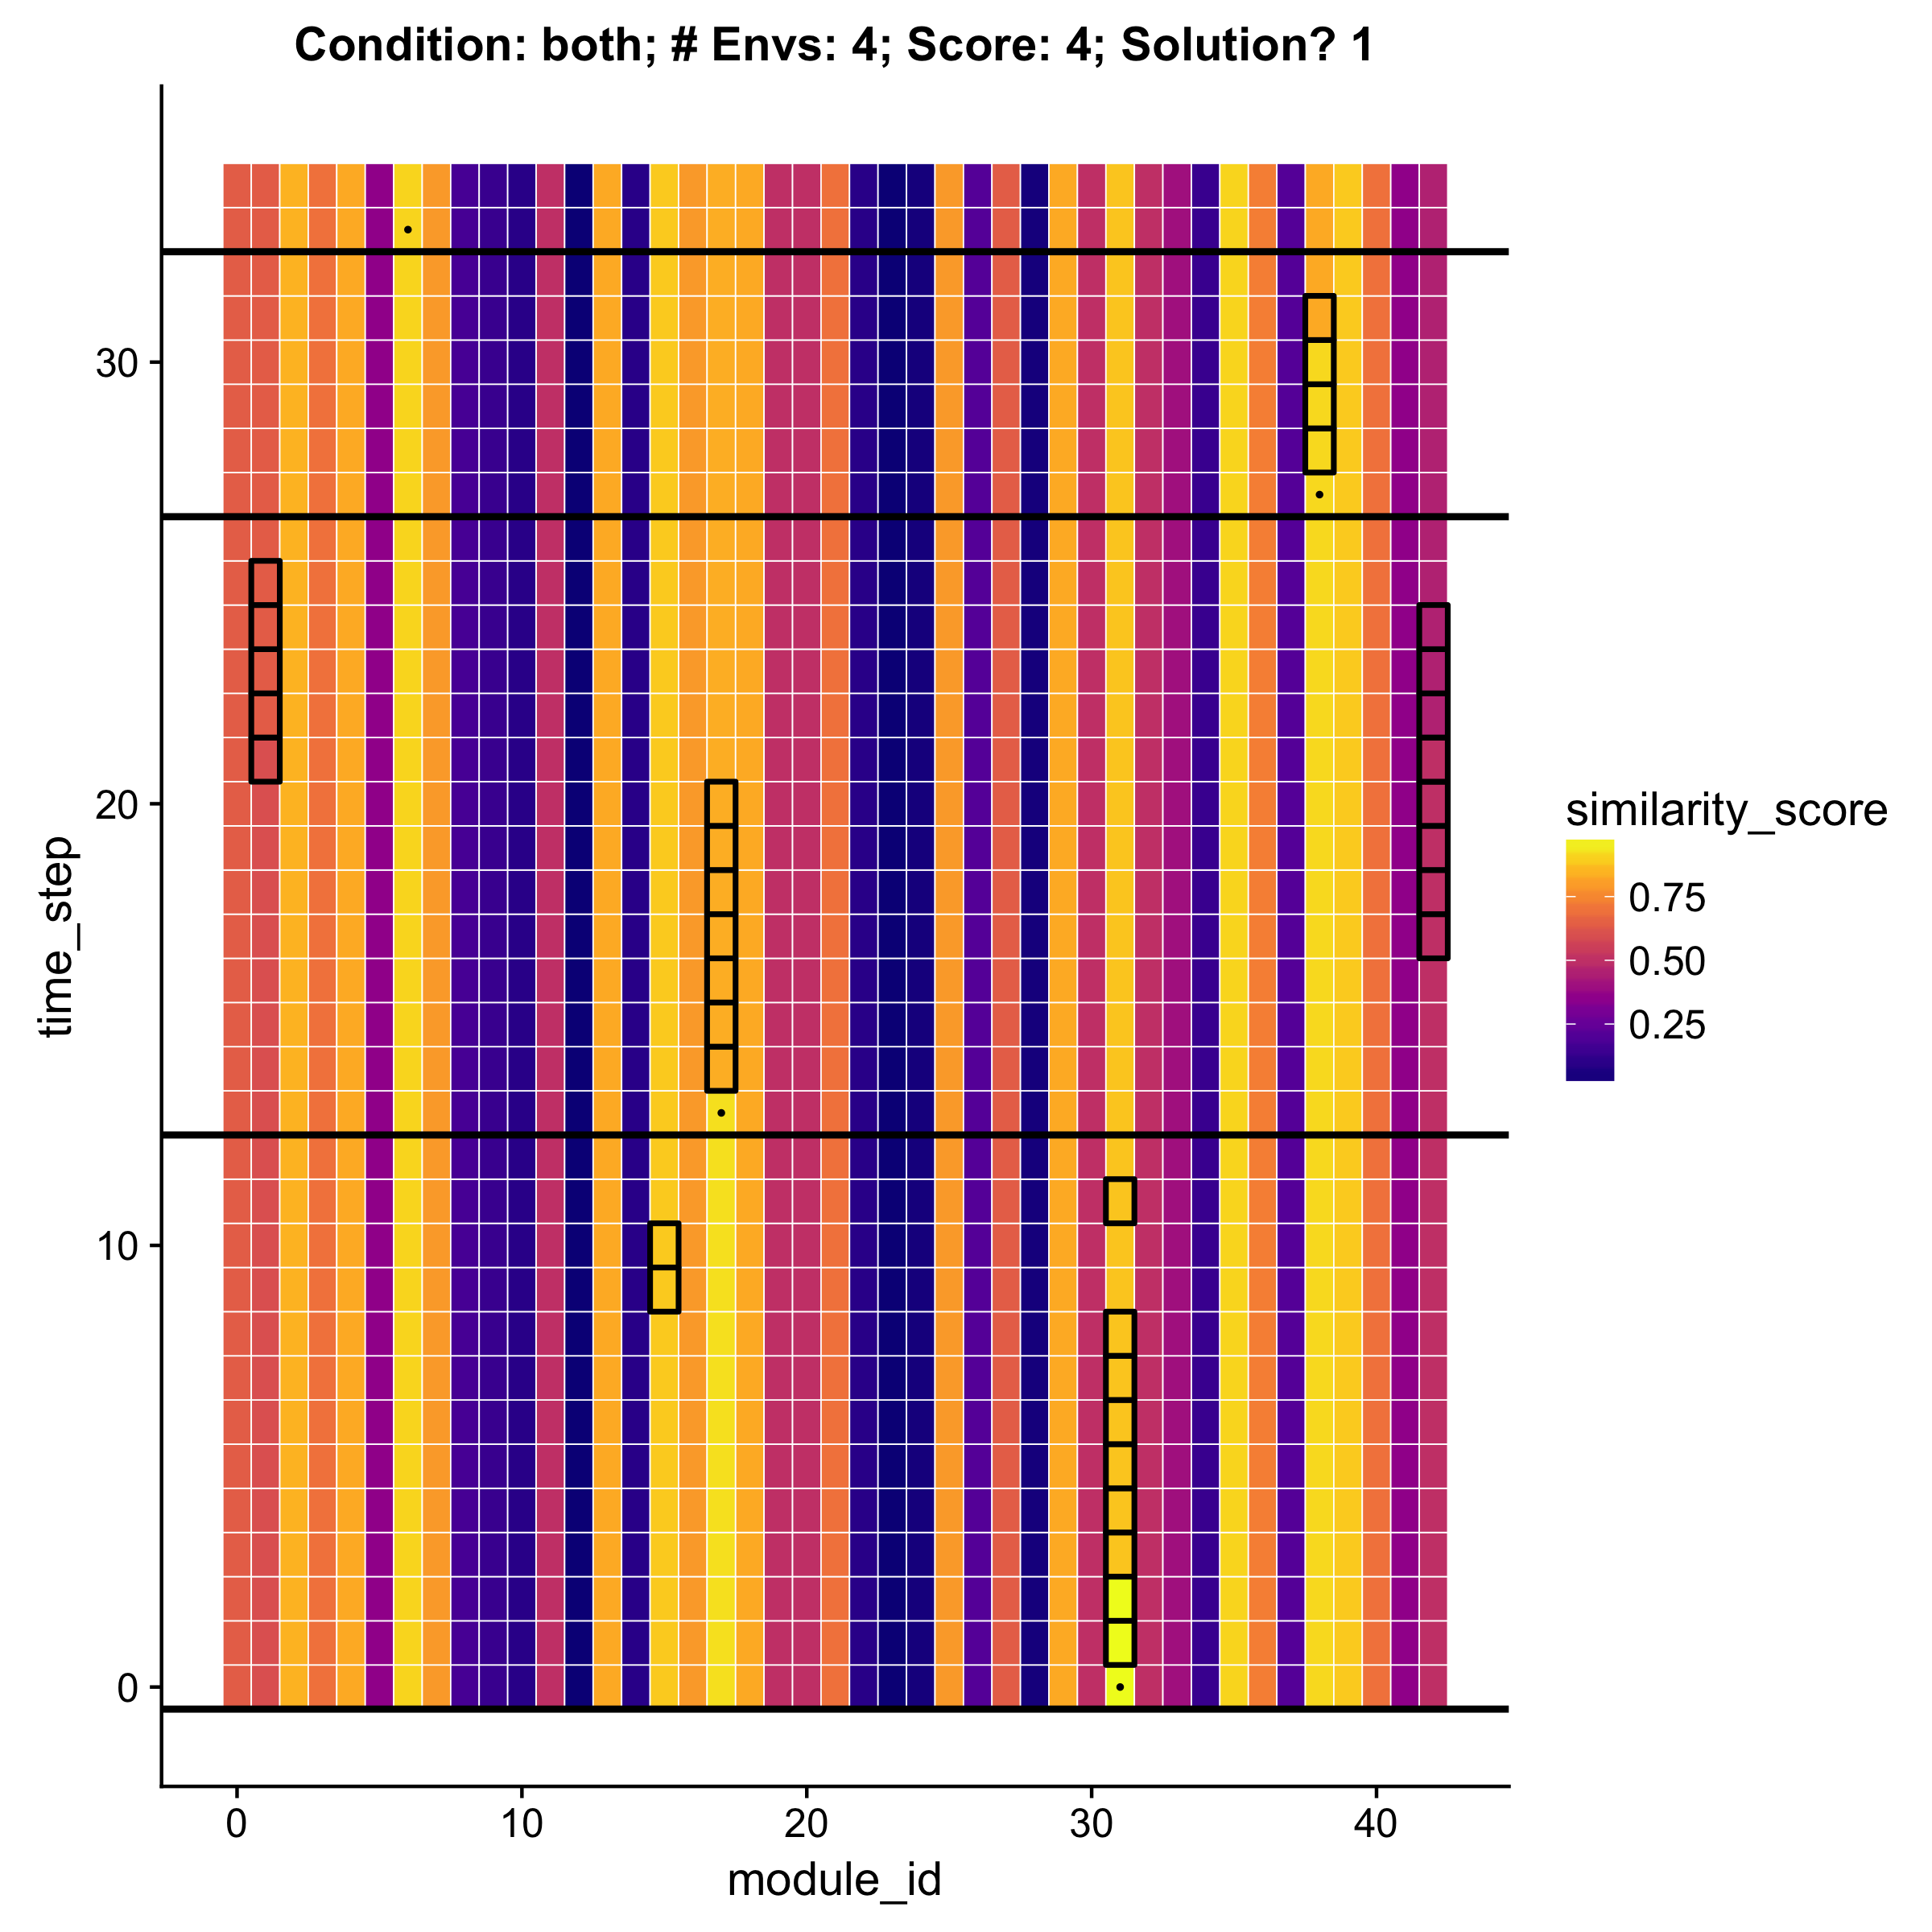 Condition: both; # Envs: 4; Score: 4; Solution? 1
time_step
30
20
10
0
0 10 20 30 40
module_id
similarity_score
0.75
0.50
0.25